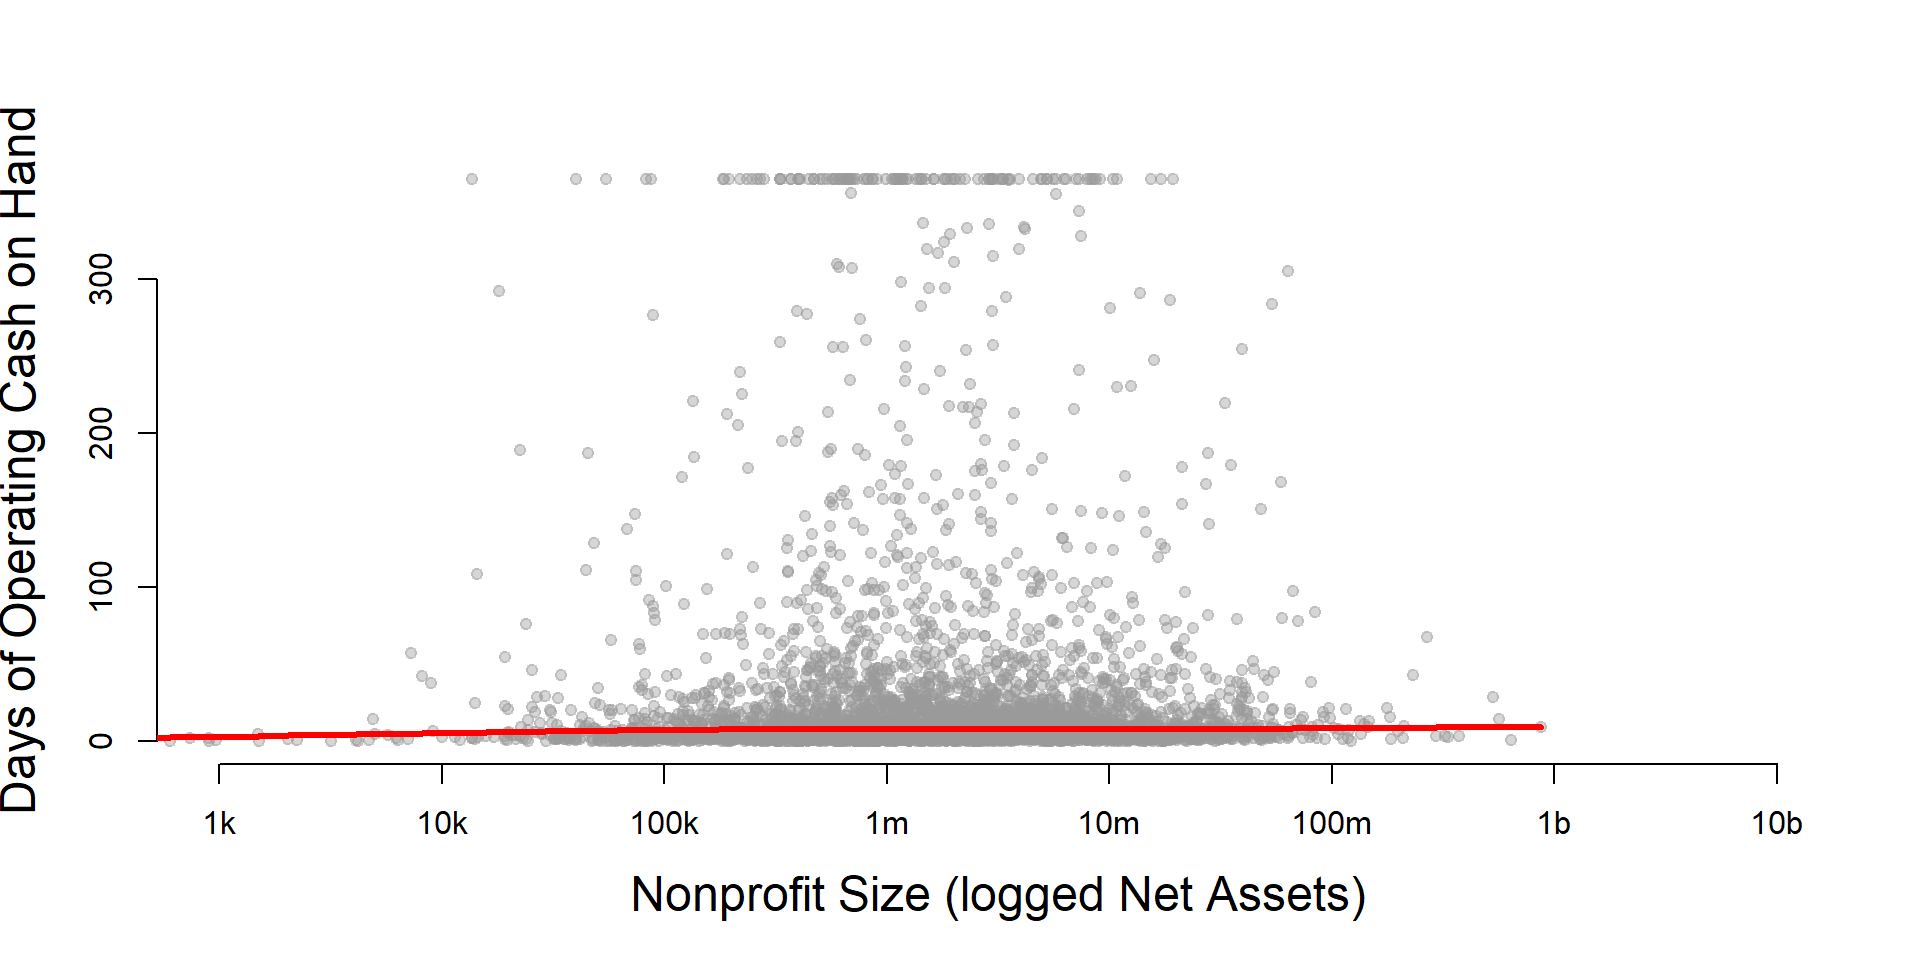 Days of Operating Cash on Hand
300
200
100
0
1k 10k 100k 1m 10m 100m 1b 10b
Nonprofit Size (logged Net Assets)